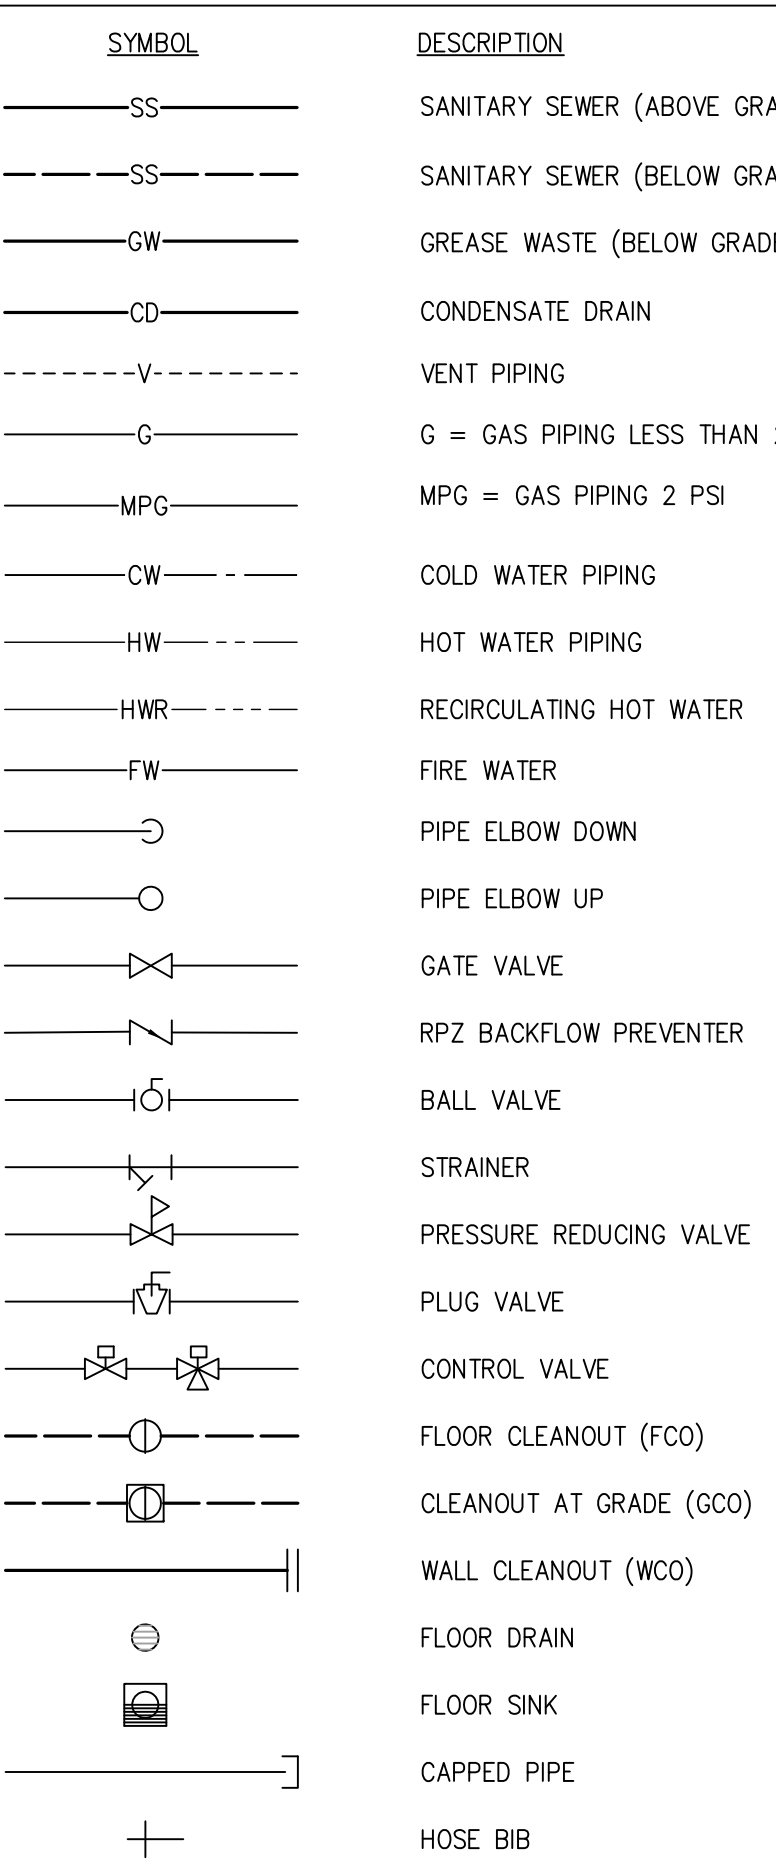 SYMBOL DESCRIPTION
SS SANITARY SEWER (ABOVE
SS SANITARY SEWER (BELOW
GW GREASE WASTE (BELOW GRADE
CD CONDENSATE DRAIN
V VENT PIPING
G G = GAS PIPING LESS THAN
MPG MPG = GAS PIPING 2 PSI
CW COLD WATER PIPING
HW HOT WATER PIPING
HWR RECIRCULATING HOT WATER
FW FIRE WATER
PIPE ELBOW DOWN
PIPE ELBOW UP
GATE VALVE
RPZ BACKFLOW PREVENTER
BALL VALVE
STRAINER
PRESSURE REDUCING VALVE
PLUG VALVE
CONTROL VALVE
FLOOR CLEANOUT (FCO)
CLEANOUT AT GRADE (GCO)
WALL CLEANOUT (WCO)
FLOOR DRAIN
FLOOR SINK
CAPPED PIPE
HOSE BIB